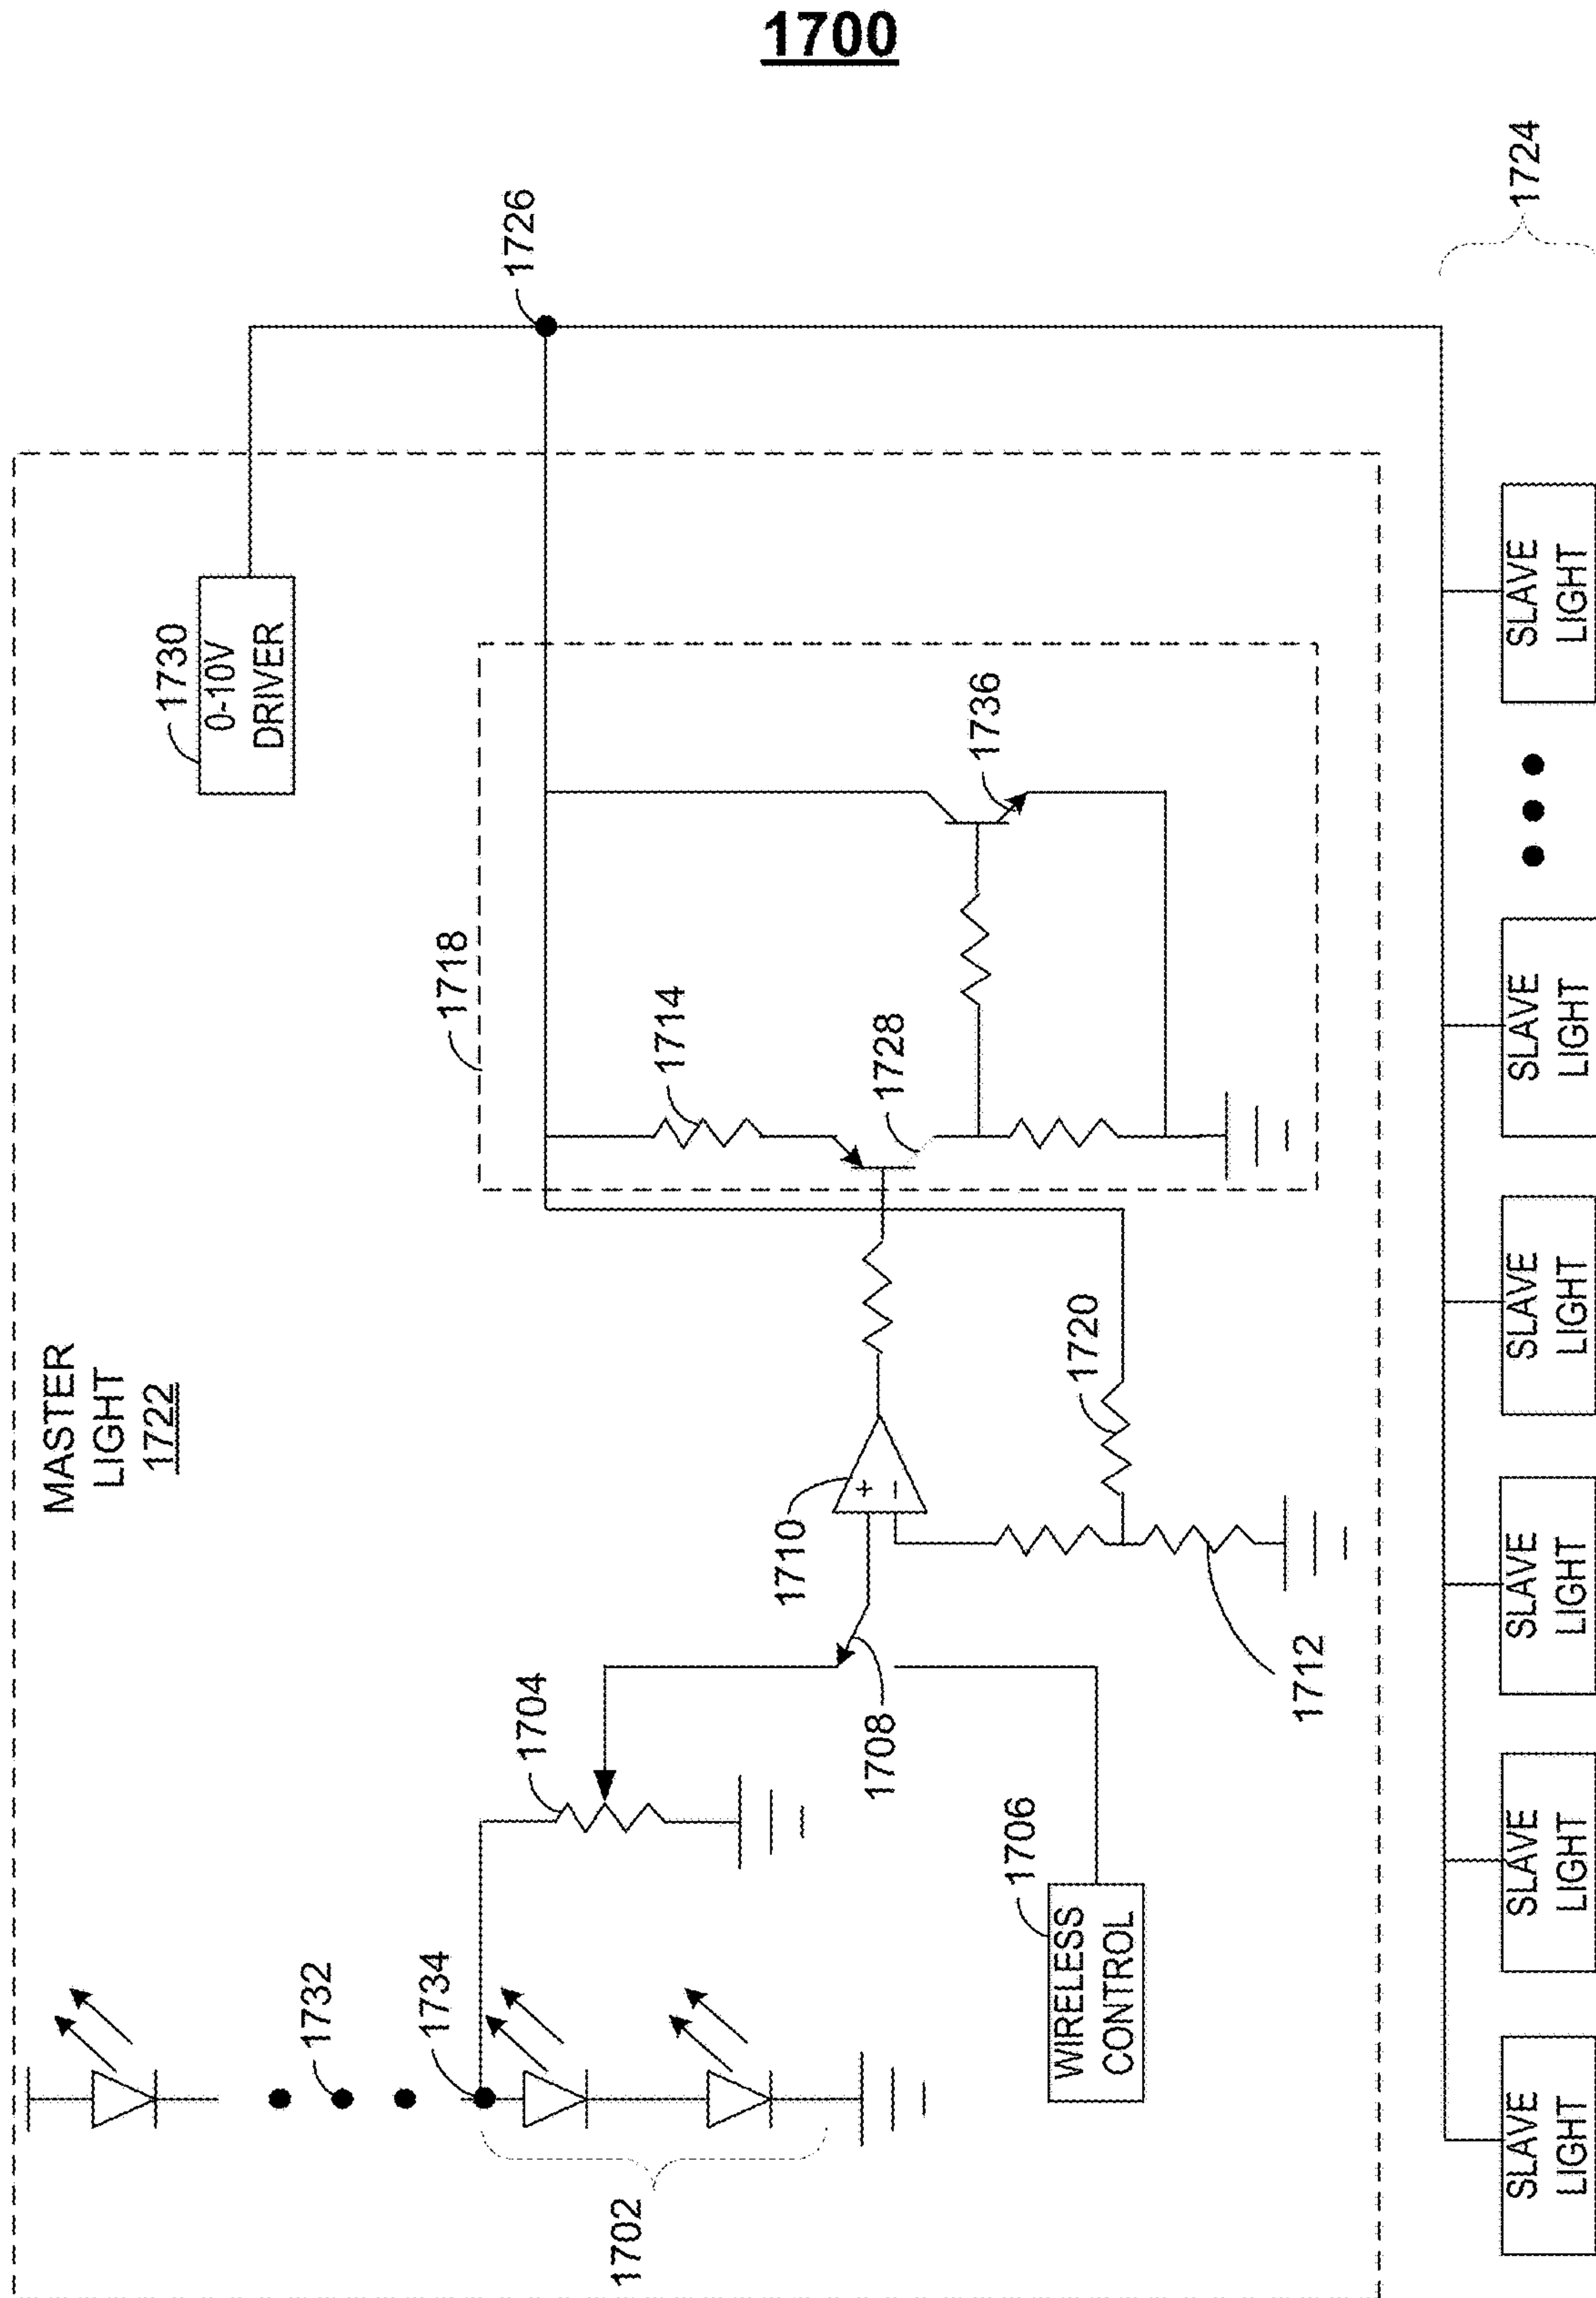 1700
MASTER
LIGHT
1722
1730
0-10V
DRIVER
1726
1718
1714
1728
1736
1710
+
−
1720
1712
1704
1708
1706
WIRELESS
CONTROL
1732
1734
1702
1724
SLAVE
LIGHT
SLAVE
LIGHT
SLAVE
LIGHT
SLAVE
LIGHT
SLAVE
LIGHT
SLAVE
LIGHT